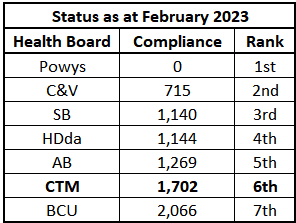 Status as at February 2023
Health Board Compliance Rank
Powys 0 1st
C&V 715 2nd
SB 1,140 3rd
HDda 1,144 4th
AB 1,269 5th
CTM 1,702 6th
BCU 2,066 7th